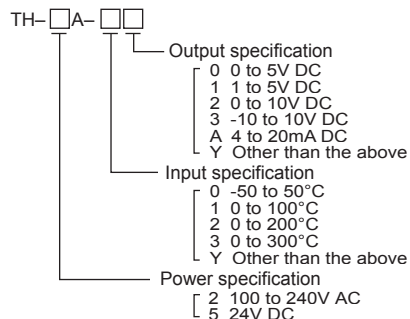 TH–□A–□□
Output specification
0 0 to 5V DC
1 1 to 5V DC
2 0 to 10V DC
3 -10 to 10V DC
A 4 to 20mA DC
Y Other than the above
Input specification
0 -50 to 50°C
1 0 to 100°C
2 0 to 200°C
3 0 to 300°C
Y Other than the above
Power specification
2 100 to 240V AC
5 24V DC